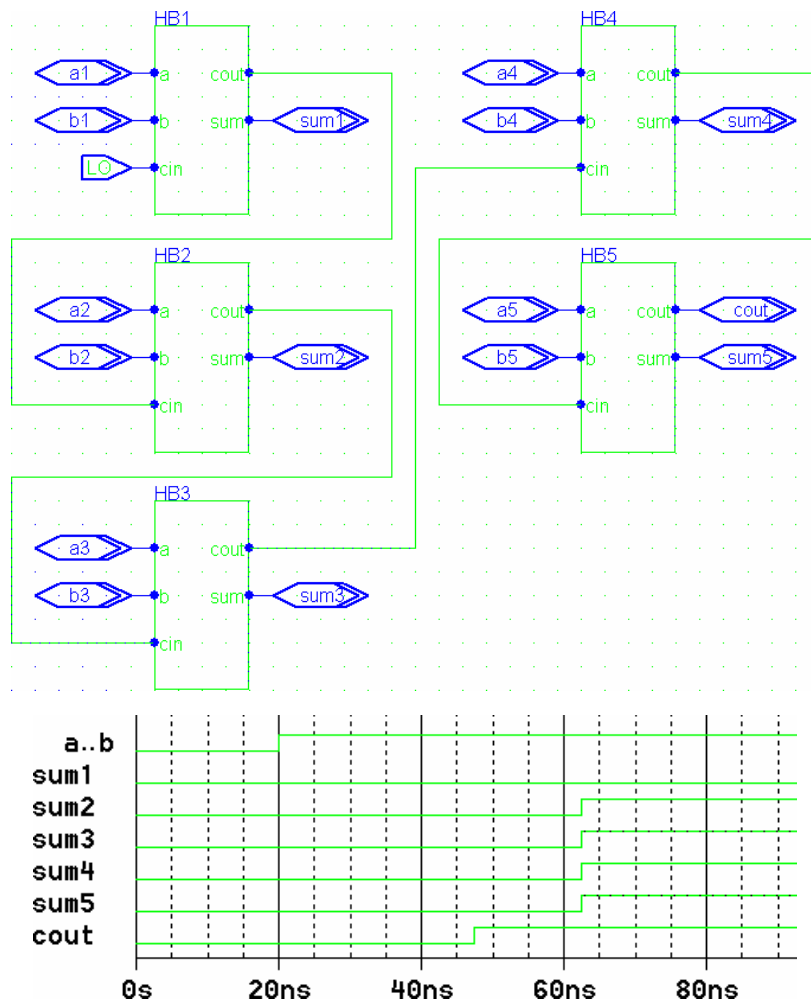 HB1
a1 a cout
b1 b sum sum1
LO cin
HB2
a2 a cout
b2 b sum sum2
cin
HB3
a3 a cout
b3 b sum sum3
cin
HB4
a4 a cout
b4 b sum sum4
cin
HB5
a5 a cout cout
b5 b sum sum5
cin
a..b
sum1
sum2
sum3
sum4
sum5
cout
0s 20ns 40ns 60ns 80ns